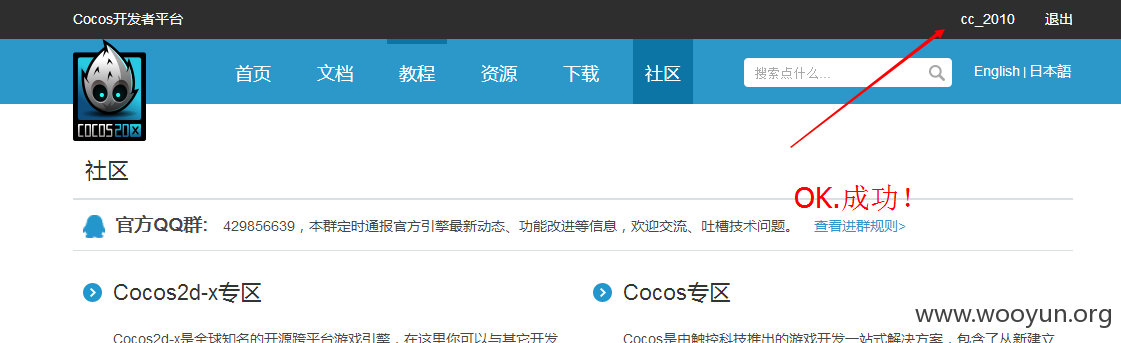 Cocos开发者平台 cc_2010 退出
首页 文档 教程 资源 下载 社区 搜索点什么... English | 日本語
COCOS2DX
社区
OK.成功!
官方QQ群: 429856639，本群定时通报官方引擎最新动态、功能改进等信息，欢迎交流、吐槽技术问题。 查看进群规则>
Cocos2d-x专区 Cocos专区
www.wooyun.org
Cocos2d-x是全球知名的开源跨平台游戏引擎，在这里你可以与其它开发 Cocos是由触控科技推出的游戏开发一站式解决方案，包含了从新建立